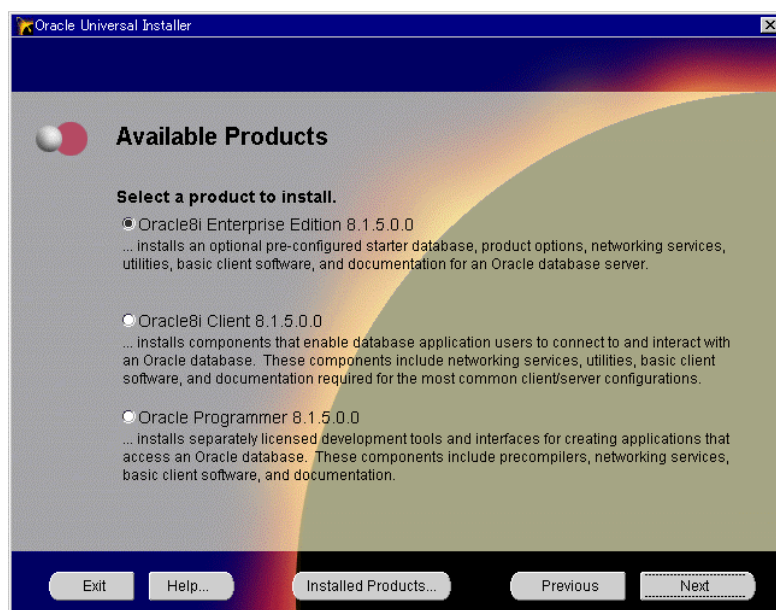 Oracle Universal Installer
Available Products
Select a product to install.
Oracle8i Enterprise Edition 8.1.5.0.0
... installs an optional pre-configured starter database, product options, networking services,
utilities, basic client software, and documentation for an Oracle database server.
Oracle8i Client 8.1.5.0.0
... installs components that enable database application users to connect to and interact with
an Oracle database. These components include networking services, utilities, basic client
software, and documentation required for the most common client/server configurations.
Oracle Programmer 8.1.5.0.0
... installs separately licensed development tools and interfaces for creating applications that
access an Oracle database. These components include precompilers, networking services,
basic client software, and documentation.
Exit Help... Installed Products... Previous Next